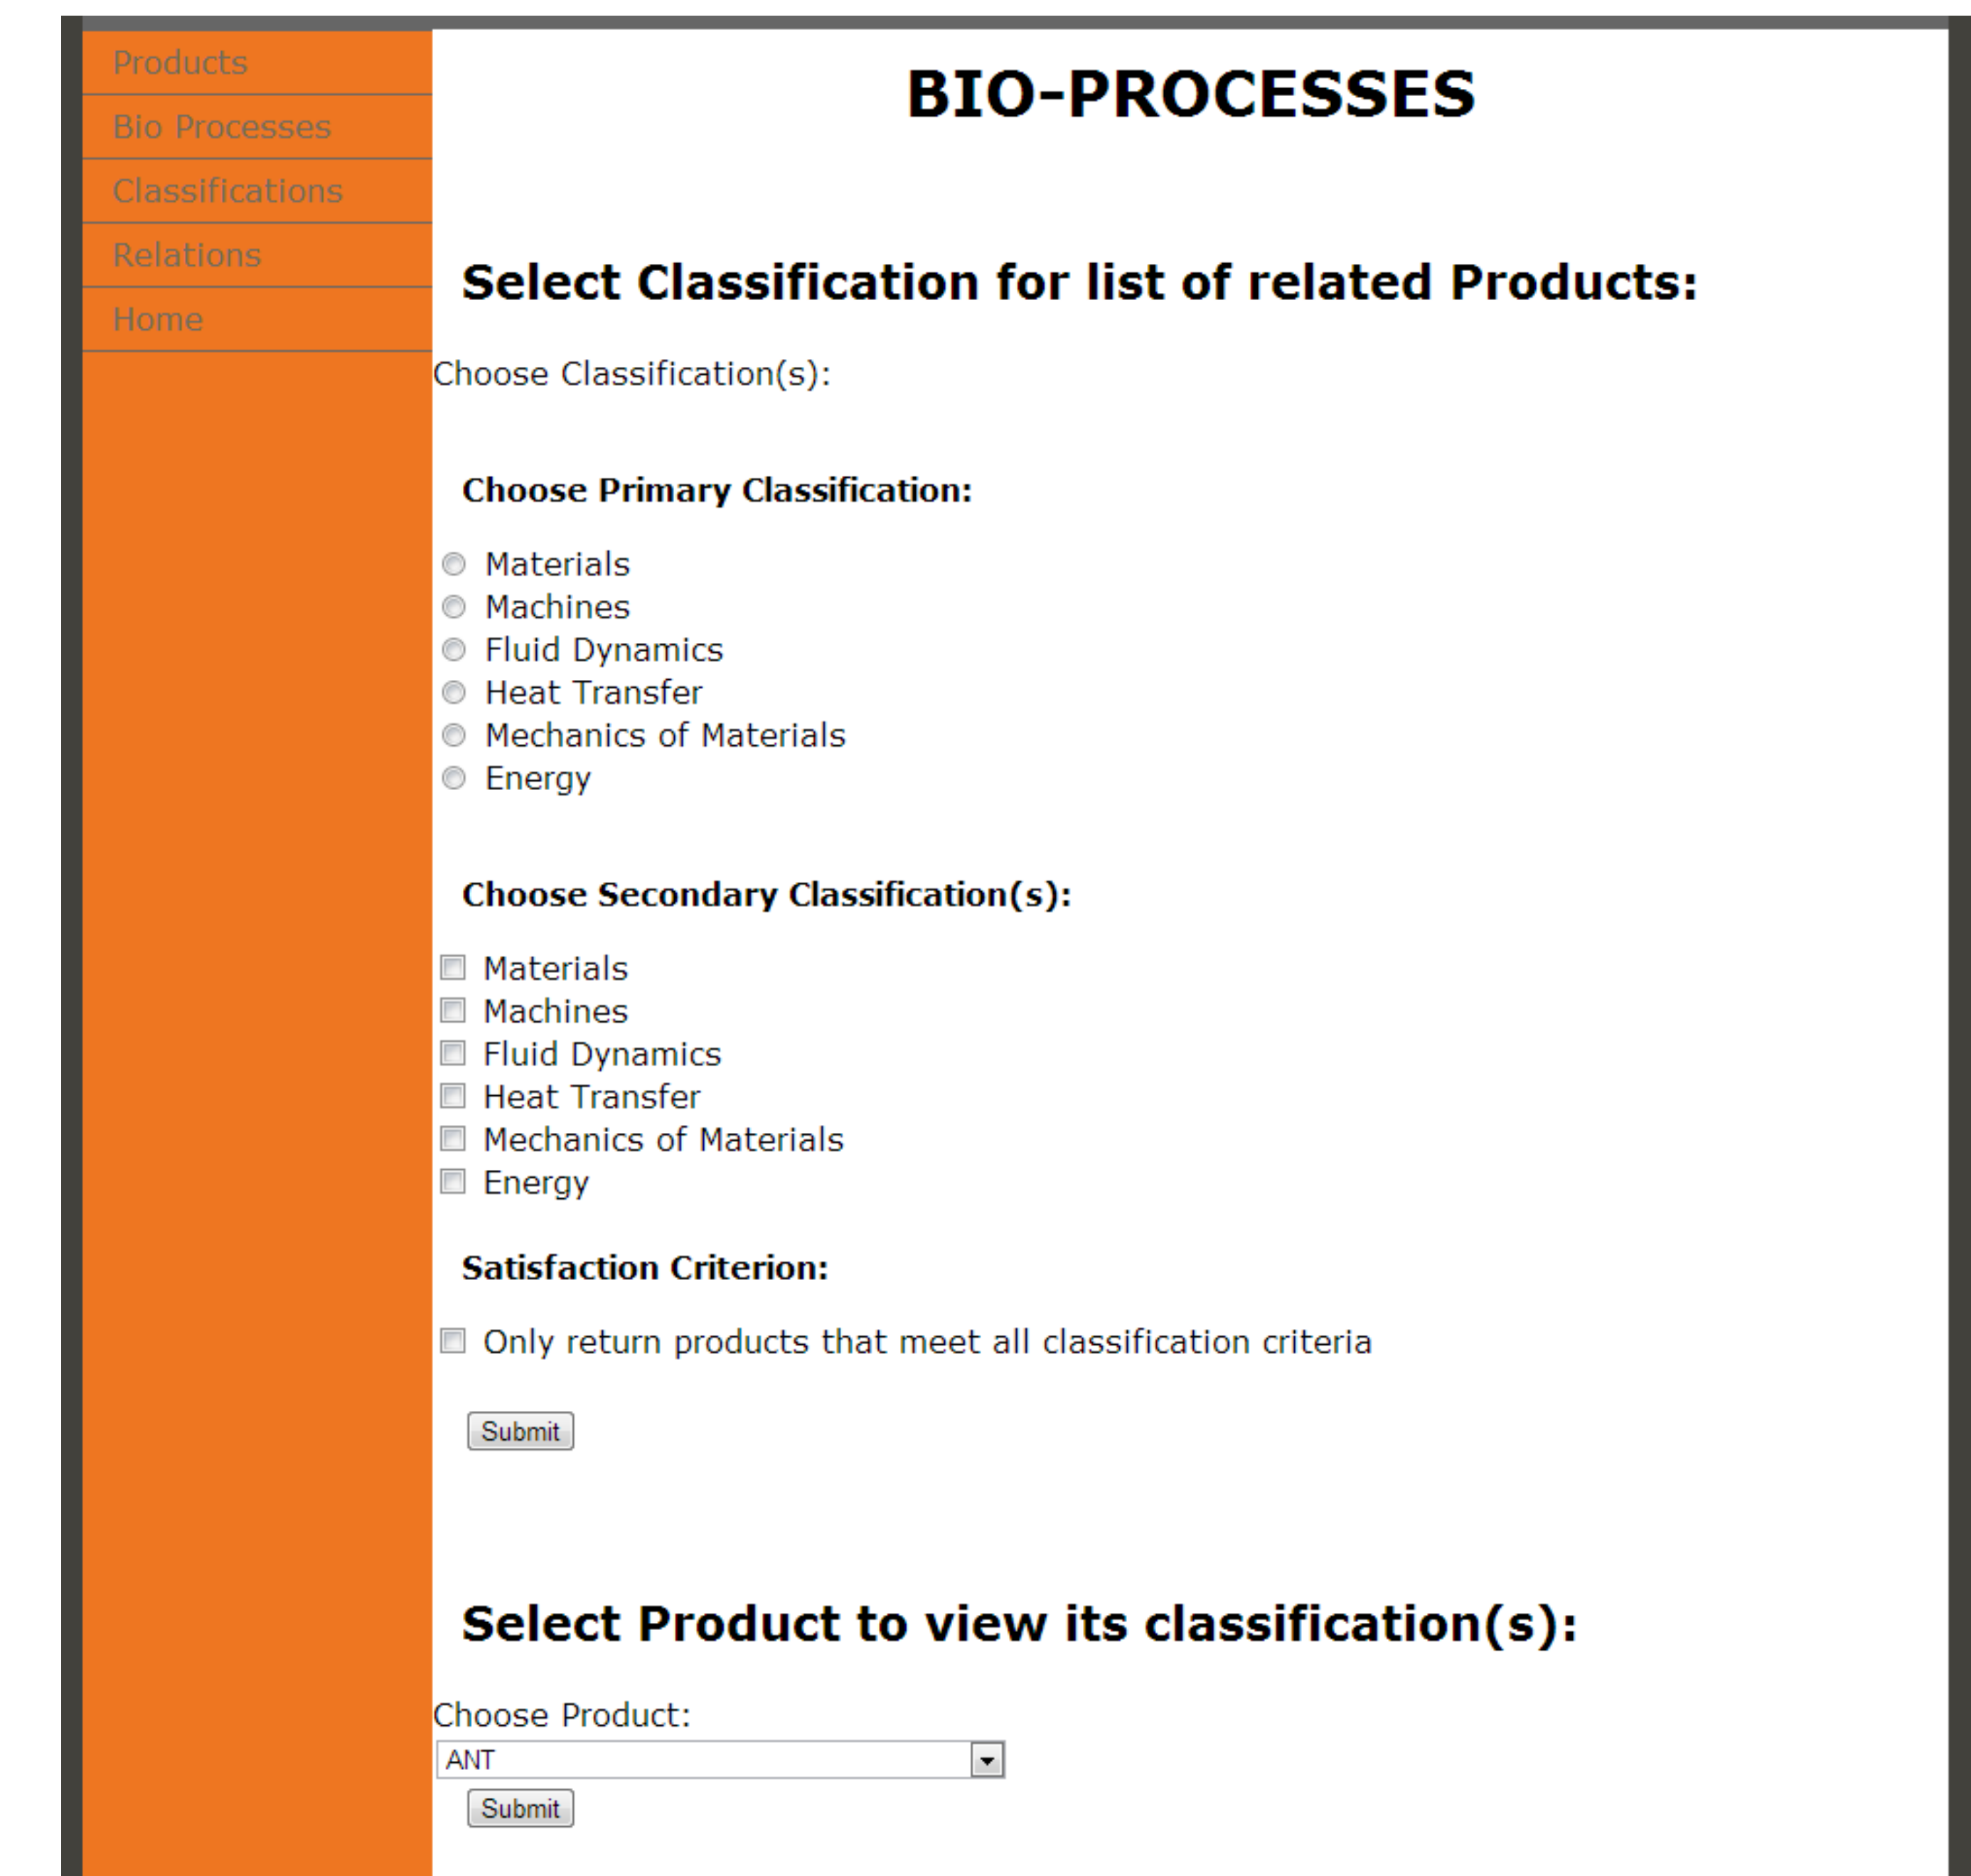 Products
Bio Processes
Classifications
Relations
Home
BIO-PROCESSES
Select Classification for list of related Products:
Choose Classification(s):
Choose Primary Classification:
Materials
Machines
Fluid Dynamics
Heat Transfer
Mechanics of Materials
Energy
Choose Secondary Classification(s):
Materials
Machines
Fluid Dynamics
Heat Transfer
Mechanics of Materials
Energy
Satisfaction Criterion:
Only return products that meet all classification criteria
Submit
Select Product to view its classification(s):
Choose Product:
ANT
Submit